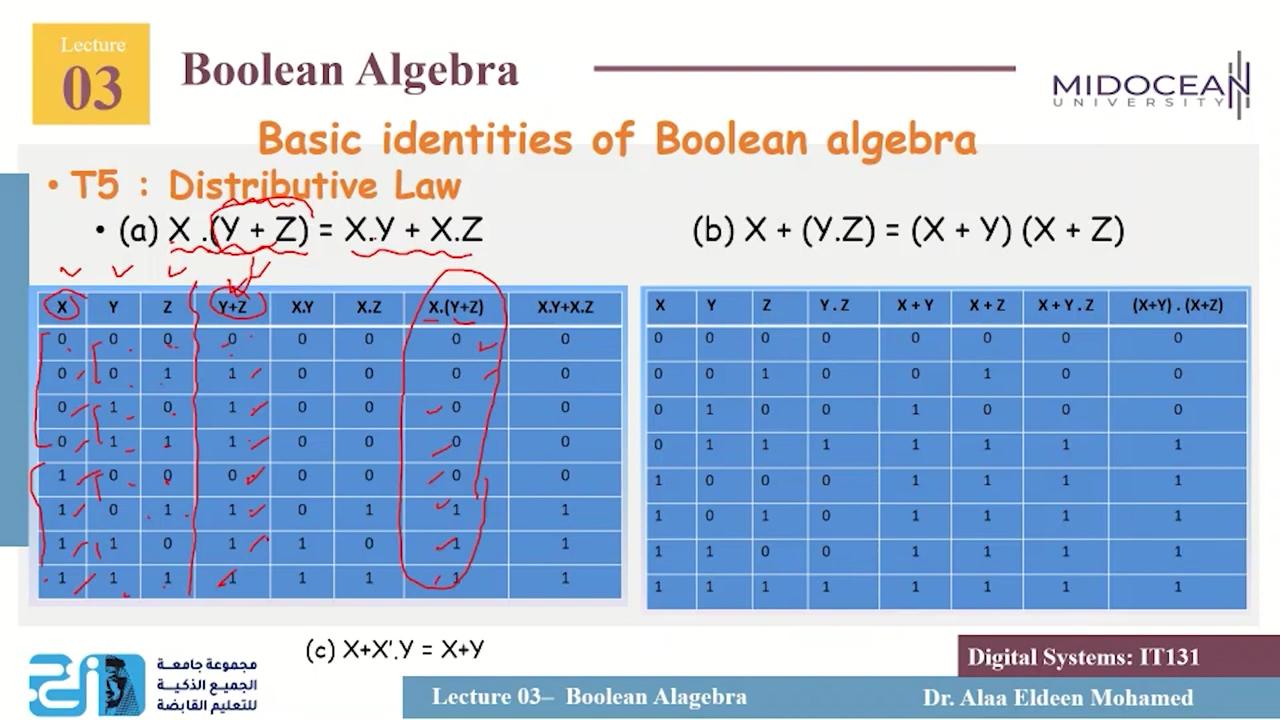 Lecture
03
Boolean Algebra
MIDOCEAN
UNIVERSITY
Basic identities of Boolean algebra
• T5 : Distributive Law
• (a) X .(Y + Z) = X.Y + X.Z
(b) X + (Y.Z) = (X + Y) (X + Z)
X Y Z Y+Z X.Y X.Z X.(Y+Z) X.Y+X.Z
0 0 0 0 0 0 0 0
0 0 1 1 0 0 0 0
0 1 0 1 0 0 0 0
0 1 1 1 0 0 0 0
1 0 0 0 0 0 0 0
1 0 1 1 0 1 1 1
1 1 0 1 1 0 1 1
1 1 1 1 1 1 1 1
X Y Z Y . Z X + Y X + Z X + Y . Z (X+Y) . (X+Z)
0 0 0 0 0 0 0 0
0 0 1 0 0 1 0 0
0 1 0 0 1 0 0 0
0 1 1 1 1 1 1 1
1 0 0 0 1 1 1 1
1 0 1 0 1 1 1 1
1 1 0 0 1 1 1 1
1 1 1 1 1 1 1 1
(c) X+X'.Y = X+Y
مجموعة جامعة
الجميع الذكية
للتعليم القابضة
Digital Systems: IT131
Lecture 03– Boolean Alagebra
Dr. Alaa Eldeen Mohamed